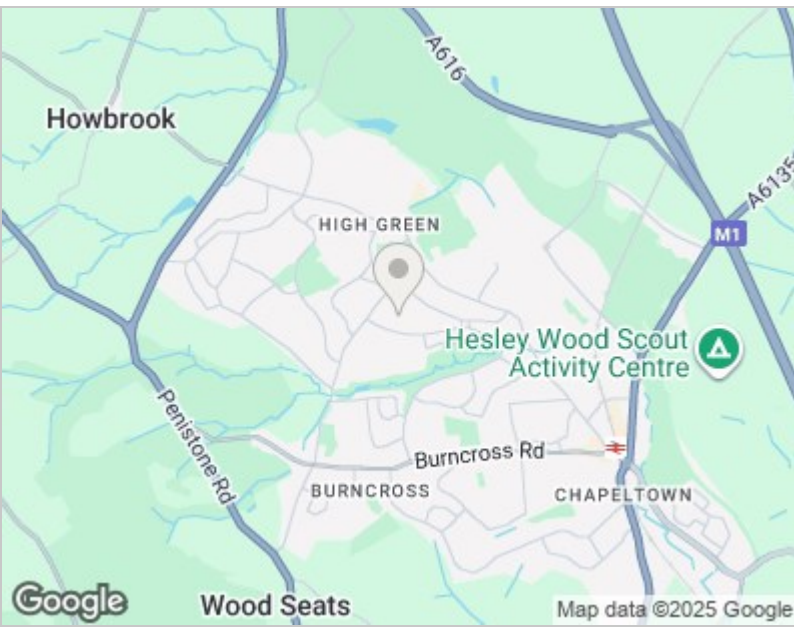 A616
Howbrook
A6135
HIGH GREEN
M1
Hesley Wood Scout
Activity Centre
Penistone Rd
Burncross Rd
BURNCROSS
CHAPELTOWN
Google
Wood Seats
Map data ©2025 Google